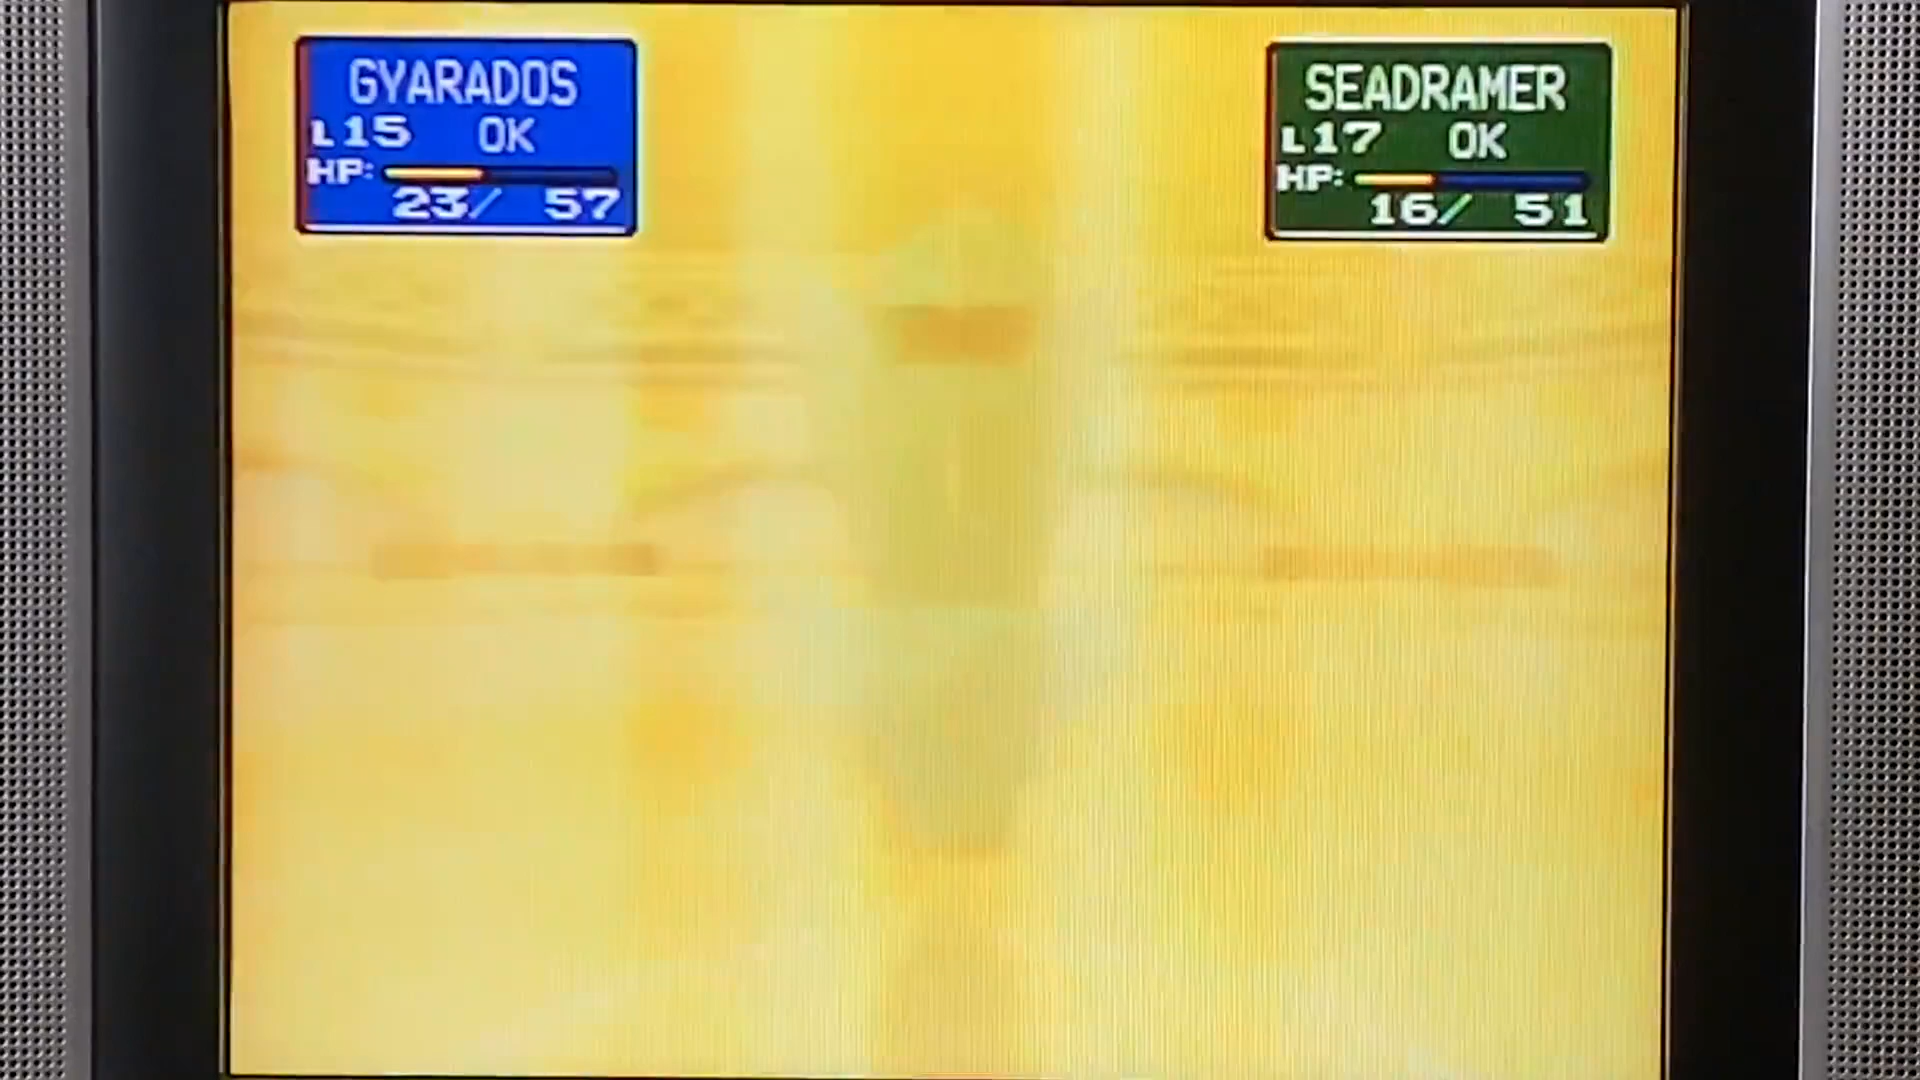 GYARADOS
L15 OK
HP:
23/ 57
SEADRAMER
L17 OK
HP:
16/ 51